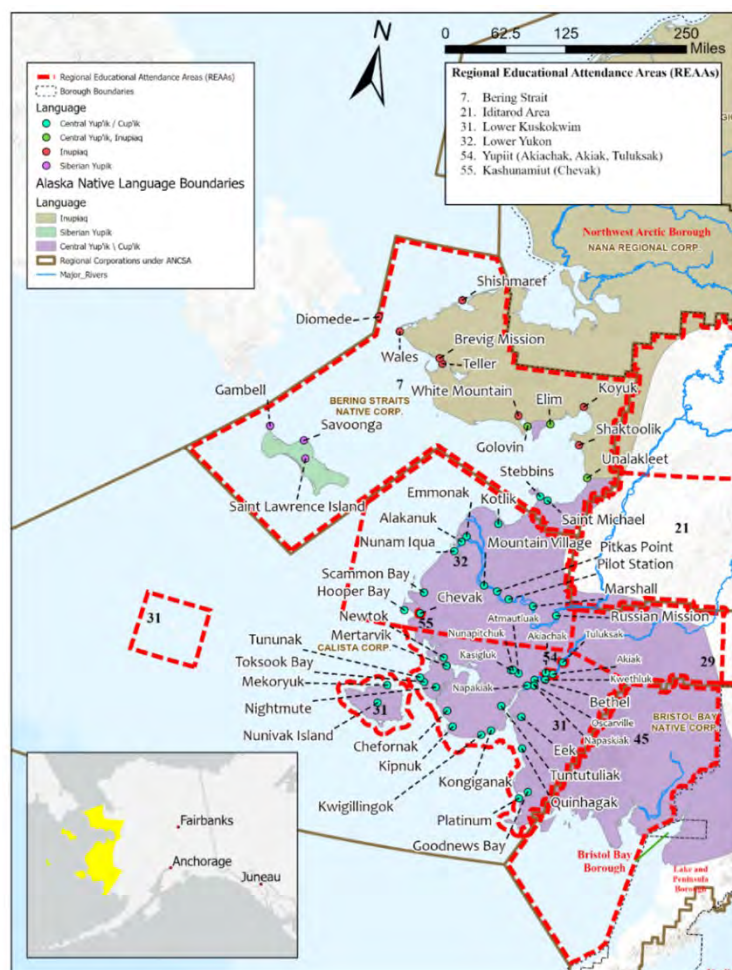 N
0 62.5 125 250
Miles
Regional Educational Attendance Areas (REAAs)
Borough Boundaries
Language
Central Yup'ik / Cup'ik
Central Yup'ik, Inupiaq
Inupiaq
Siberian Yupik
Alaska Native Language Boundaries
Language
Inupiaq
Siberian Yupik
Central Yup'ik \ Cup'ik
Regional Corporations under ANCSA
Major_Rivers
Regional Educational Attendance Areas (REAAs)
7. Bering Strait
21. Iditarod Area
31. Lower Kuskokwim
32. Lower Yukon
54. Yupiit (Akiachak, Akiak, Tuluksak)
55. Kashunamiut (Chevak)
Northwest Arctic Borough
NANA REGIONAL CORP.
Shishmaref
Diomede
Wales
Brevig Mission
Teller
7
BERING STRAITS
NATIVE CORP.
White Mountain
Elim
Koyuk
Gambell
Savoonga
Golovin
Shaktoolik
Unalakleet
Stebbins
Saint Lawrence Island
Emmonak
Kotlik
Saint Michael
21
Alakanuk
Nunam Iqua
Mountain Village
32
Pitkas Point
Pilot Station
Scammon Bay
Marshall
Hooper Bay
Chevak
55
31
Newtok
Atmautluak
Russian Mission
Mertarvik
Nunapitchuk
Akiachak
Tuluksak
CALISTA CORP.
Kasigluk
54
Akiak
29
Tununak
Toksook Bay
Kwethluk
Mekoryuk
Napakiak
Bethel
Nightmute
31
31
Oscarville
BRISTOL BAY
NATIVE CORP.
45
Nunivak Island
Napaskiak
Chefornak
Eek
Kipnuk
Tuntutuliak
Kongiganak
Kwigillingok
Quinhagak
Platinum
Goodnews Bay
Bristol Bay
Borough
Lake and
Peninsula
Borough
Fairbanks
Anchorage
Juneau